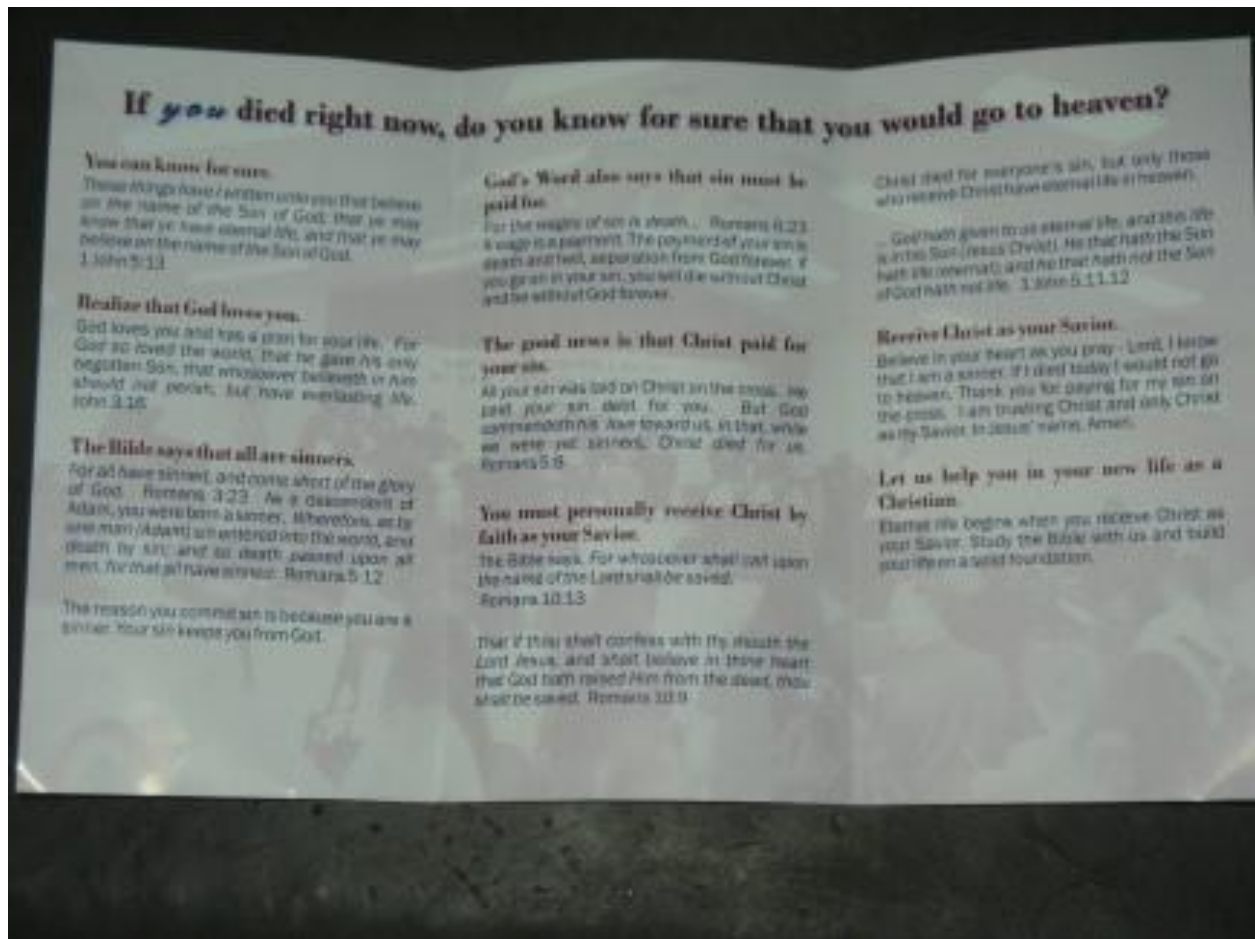 If you died right now, do you know for sure that you would go to heaven?
You can know for sure.
These things have I written unto you that believe
on the name of the Son of God; that ye may
know that ye have eternal life, and that ye may
believe on the name of the Son of God.
1 John 5:13
Realize that God loves you.
God loves you and has a plan for your life. For
God so loved the world, that he gave his only
begotten Son, that whosoever believeth in him
should not perish, but have everlasting life.
John 3:16
The Bible says that all are sinners.
For all have sinned, and come short of the glory
of God. Romans 3:23 As a descendent of
Adam, you were born a sinner. Wherefore, as by
one man (Adam) sin entered into the world, and
death by sin; and so death passed upon all
men, for that all have sinned. Romans 5:12
The reason you commit sin is because you are a
sinner. Your sin keeps you from God.
God's Word also says that sin must be
paid for.
For the wages of sin is death... Romans 6:23
A wage is a payment. The payment of your sin is
death and hell, separation from God forever. If
you go on in your sin, you will die without Christ
and be without God forever.
The good news is that Christ paid for
your sin.
All your sin was laid on Christ on the cross. He
paid your sin debt for you. But God
commendeth his love toward us, in that, while
we were yet sinners, Christ died for us.
Romans 5:8
You must personally receive Christ by
faith as your Savior.
The Bible says, For whosoever shall call upon
the name of the Lord shall be saved.
Romans 10:13
That if thou shalt confess with thy mouth the
Lord Jesus, and shalt believe in thine heart
that God hath raised Him from the dead, thou
shalt be saved. Romans 10:9
Christ died for everyone's sin, but only those
who receive Christ have eternal life in heaven.
... God hath given to us eternal life, and this life
is in his Son (Jesus Christ). He that hath the Son
hath life (eternal); and he that hath not the Son
of God hath not life. 1 John 5:11,12
Receive Christ as your Savior.
Believe in your heart as you pray - Lord, I know
that I am a sinner. If I died today I would not go
to heaven. Thank you for paying for my sin on
the cross. I am trusting Christ and only Christ
as my Savior. In Jesus' name, Amen.
Let us help you in your new life as a
Christian.
Eternal life begins when you receive Christ as
your Savior. Study the Bible with us and build
your life on a solid foundation.